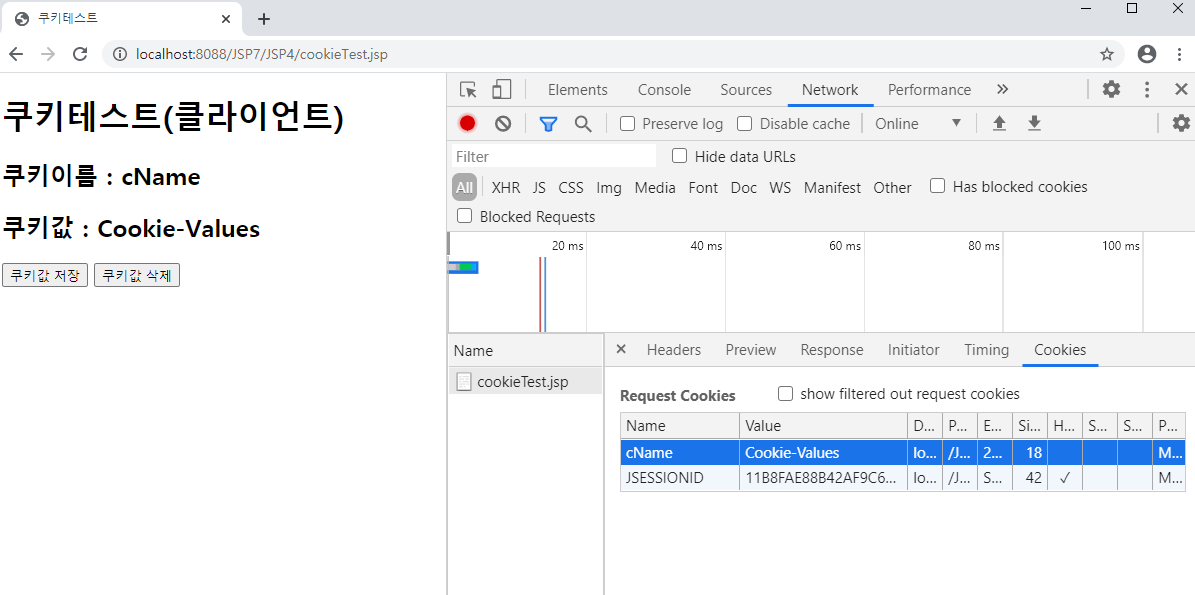 쿠키테스트
localhost:8088/JSP7/JSP4/cookieTest.jsp
쿠키테스트(클라이언트)
쿠키이름 : cName
쿠키값 : Cookie-Values
쿠키값 저장 쿠키값 삭제
Elements Console Sources Network Performance
Preserve log Disable cache Online
Filter Hide data URLs
All XHR JS CSS Img Media Font Doc WS Manifest Other Has blocked cookies
Blocked Requests
20 ms 40 ms 60 ms 80 ms 100 ms
Name
cookieTest.jsp
Headers Preview Response Initiator Timing Cookies
Request Cookies show filtered out request cookies
Name Value D... P... E... Si... H... S... S... P...
cName Cookie-Values lo... /J... 2... 18 M...
JSESSIONID 11B8FAE88B42AF9C6... lo... /J... S... 42 ✓ M...